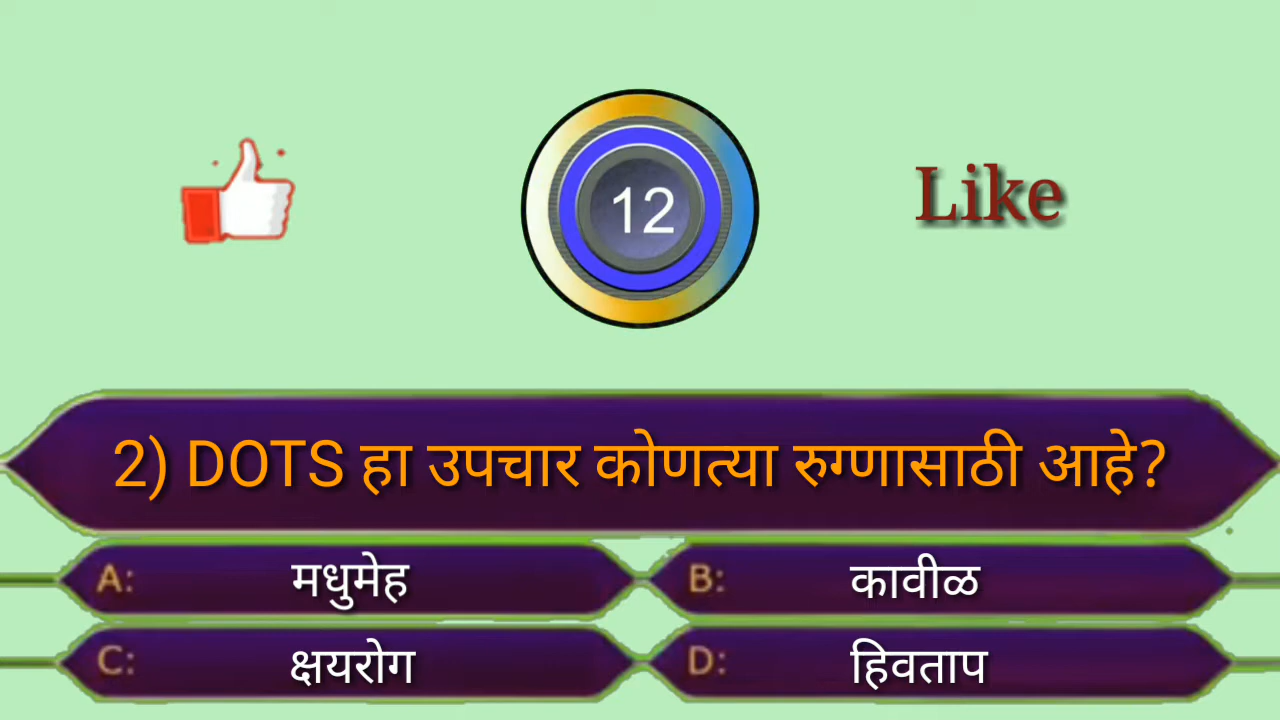 12
Like
2) DOTS हा उपचार कोणत्या रुग्णासाठी आहे?
A: मधुमेह
B: कावीळ
C: क्षयरोग
D: हिवताप